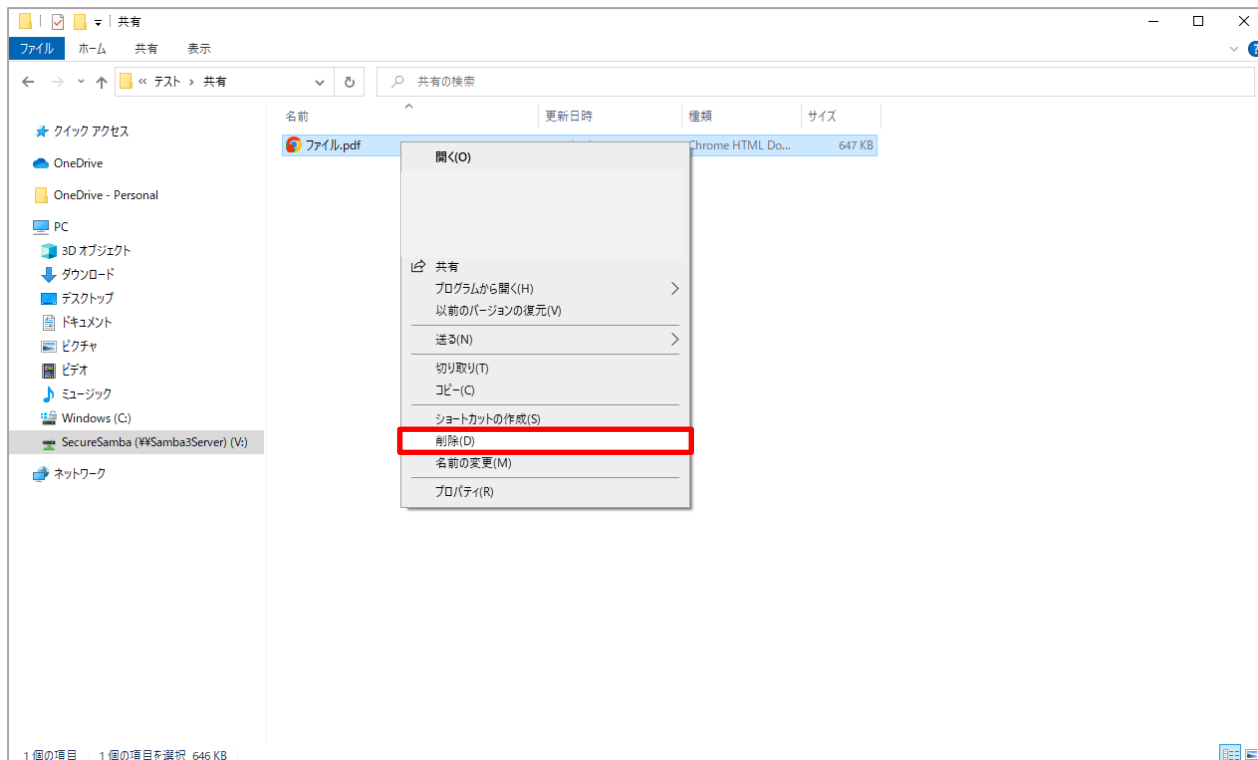 共有
ファイル ホーム 共有 表示
« テスト › 共有 共有の検索
名前 更新日時 種類 サイズ
クイック アクセス
OneDrive
OneDrive - Personal
PC
3D オブジェクト
ダウンロード
デスクトップ
ドキュメント
ピクチャ
ビデオ
ミュージック
Windows (C:)
SecureSamba (¥¥Samba3Server) (V:)
ネットワーク
ファイル.pdf Chrome HTML Do... 647 KB
開く(O)
共有
プログラムから開く(H)
以前のバージョンの復元(V)
送る(N)
切り取り(T)
コピー(C)
ショートカットの作成(S)
削除(D)
名前の変更(M)
プロパティ(R)
1 個の項目 1 個の項目を選択 646 KB